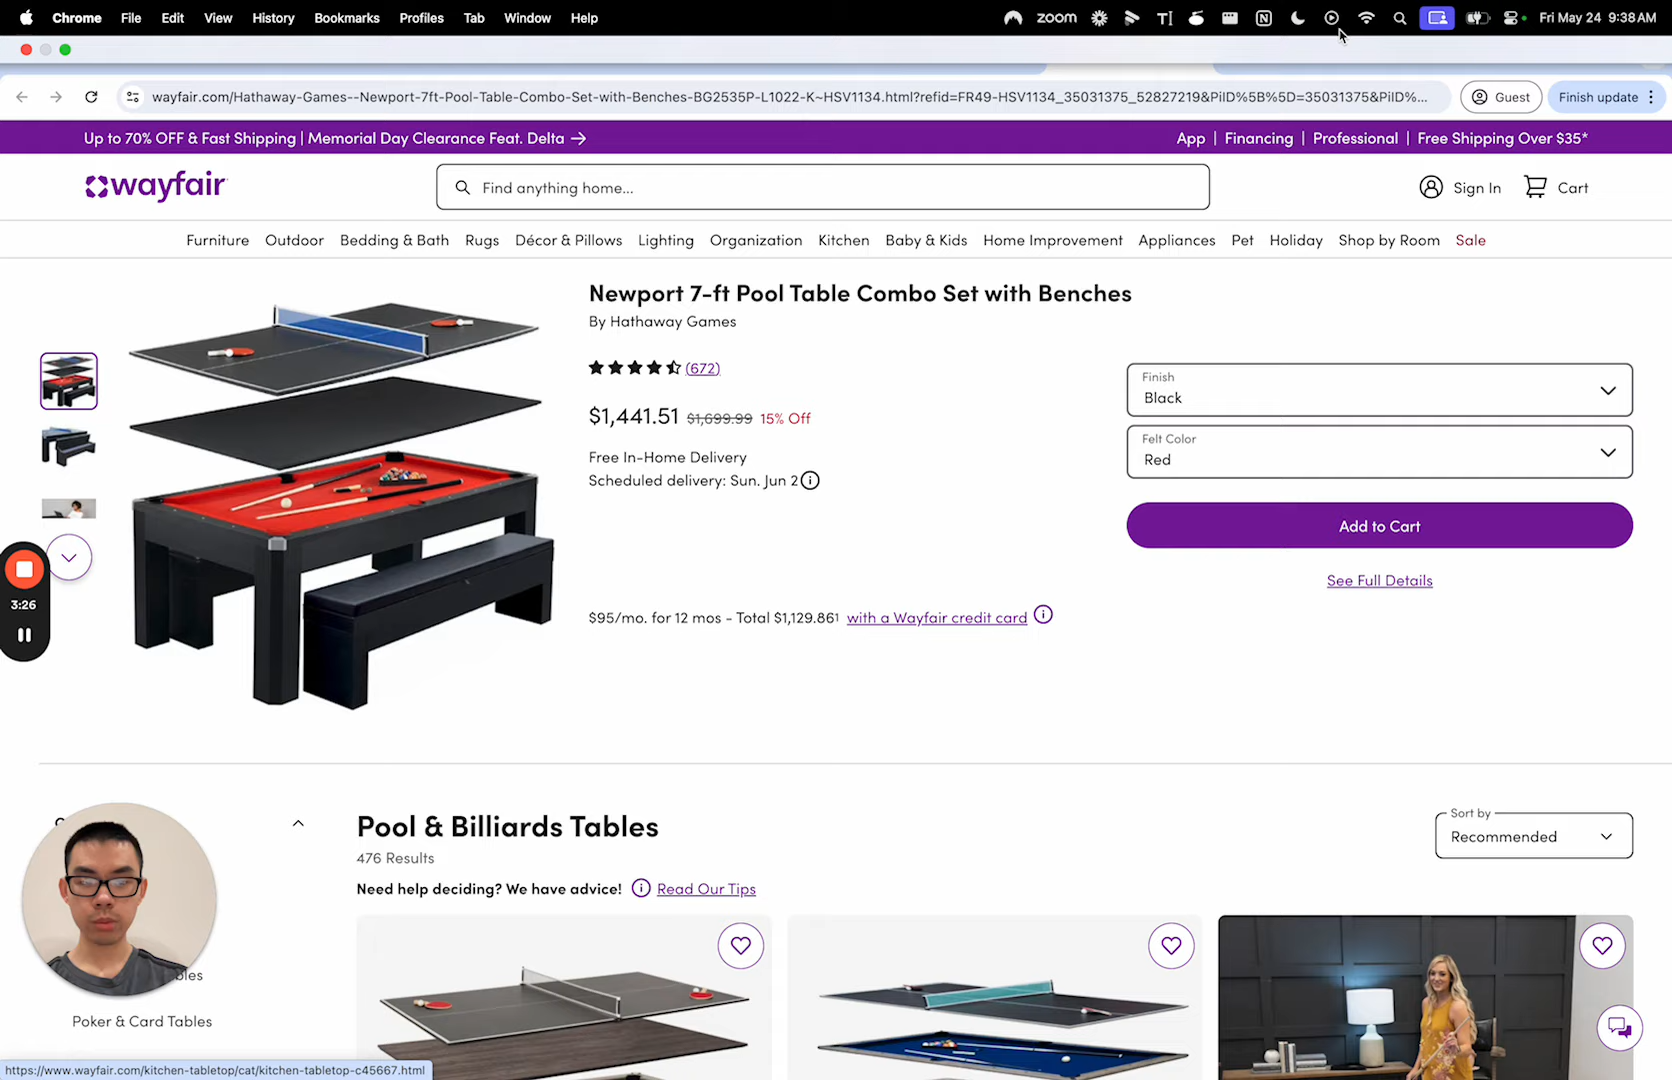 Chrome File Edit View History Bookmarks Profiles Tab Window Help zoom Fri May 24 9:38 AM
wayfair.com/Hathaway-Games--Newport-7ft-Pool-Table-Combo-Set-with-Benches-BG2535P-L1022-K~HSV1134.html?refid=FR49-HSV1134_35031375_52827219&PiID%5B%5D=35031375&PiID%... Guest Finish update
Up to 70% OFF & Fast Shipping | Memorial Day Clearance Feat. Delta → App | Financing | Professional | Free Shipping Over $35*
wayfair Find anything home... Sign In Cart
Furniture Outdoor Bedding & Bath Rugs Décor & Pillows Lighting Organization Kitchen Baby & Kids Home Improvement Appliances Pet Holiday Shop by Room Sale
Newport 7-ft Pool Table Combo Set with Benches
By Hathaway Games
(672)
$1,441.51 $1,699.99 15% Off
Free In-Home Delivery
Scheduled delivery: Sun. Jun 2
$95/mo. for 12 mos - Total $1,129.86¹ with a Wayfair credit card
Finish
Black
Felt Color
Red
Add to Cart
See Full Details
3:26
Pool & Billiards Tables
476 Results
Need help deciding? We have advice! Read Our Tips
Sort by
Recommended
bles
Poker & Card Tables
https://www.wayfair.com/kitchen-tabletop/cat/kitchen-tabletop-c45667.html